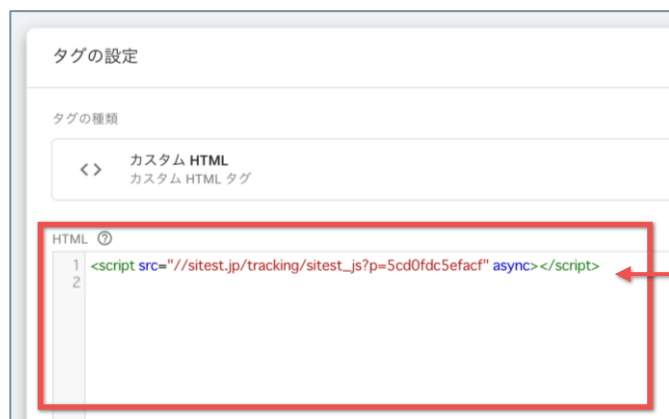 タグの設定
タグの種類
<>
カスタム HTML
カスタム HTML タグ
HTML ?
1 <script src="//sitest.jp/tracking/sitest_js?p=5cd0fdc5efacf" async></script>
2